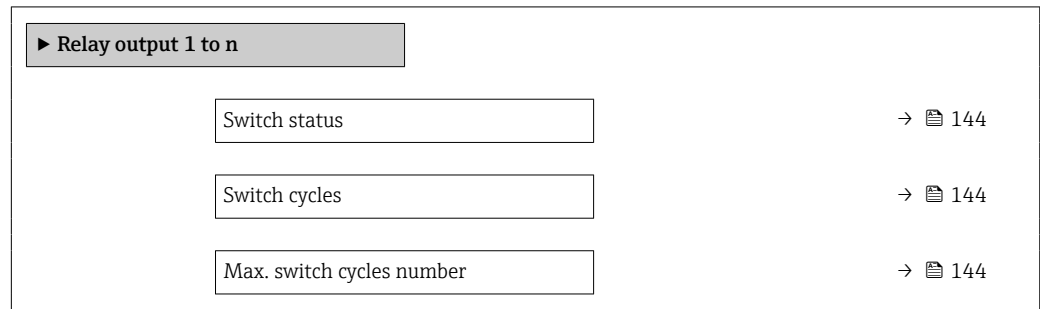 ▶ Relay output 1 to n
Switch status → 144
Switch cycles → 144
Max. switch cycles number → 144